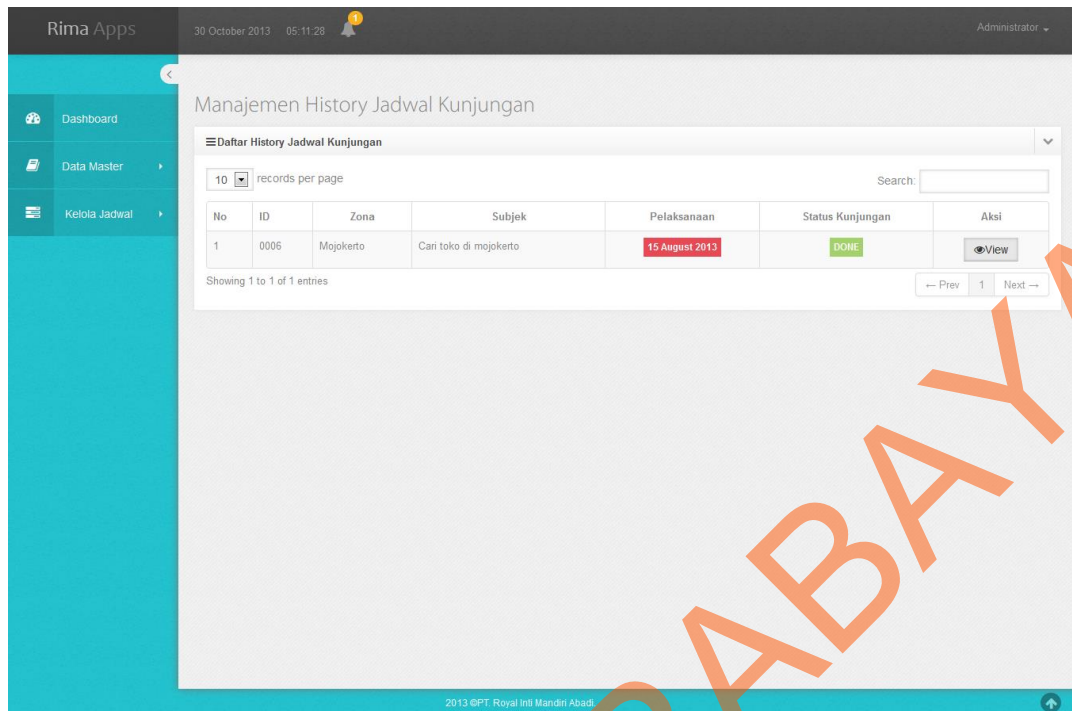 Rima Apps
30 October 2013 05:11:28
1
Administrator
Dashboard
Data Master
Kelola Jadwal
Manajemen History Jadwal Kunjungan
Daftar History Jadwal Kunjungan
10 records per page
Search:
No ID Zona Subjek Pelaksanaan Status Kunjungan Aksi
1 0006 Mojokerto Cari toko di mojokerto 15 August 2013 DONE View
Showing 1 to 1 of 1 entries
← Prev 1 Next →
2013 ©PT. Royal Inti Mandiri Abadi.
ABAYA